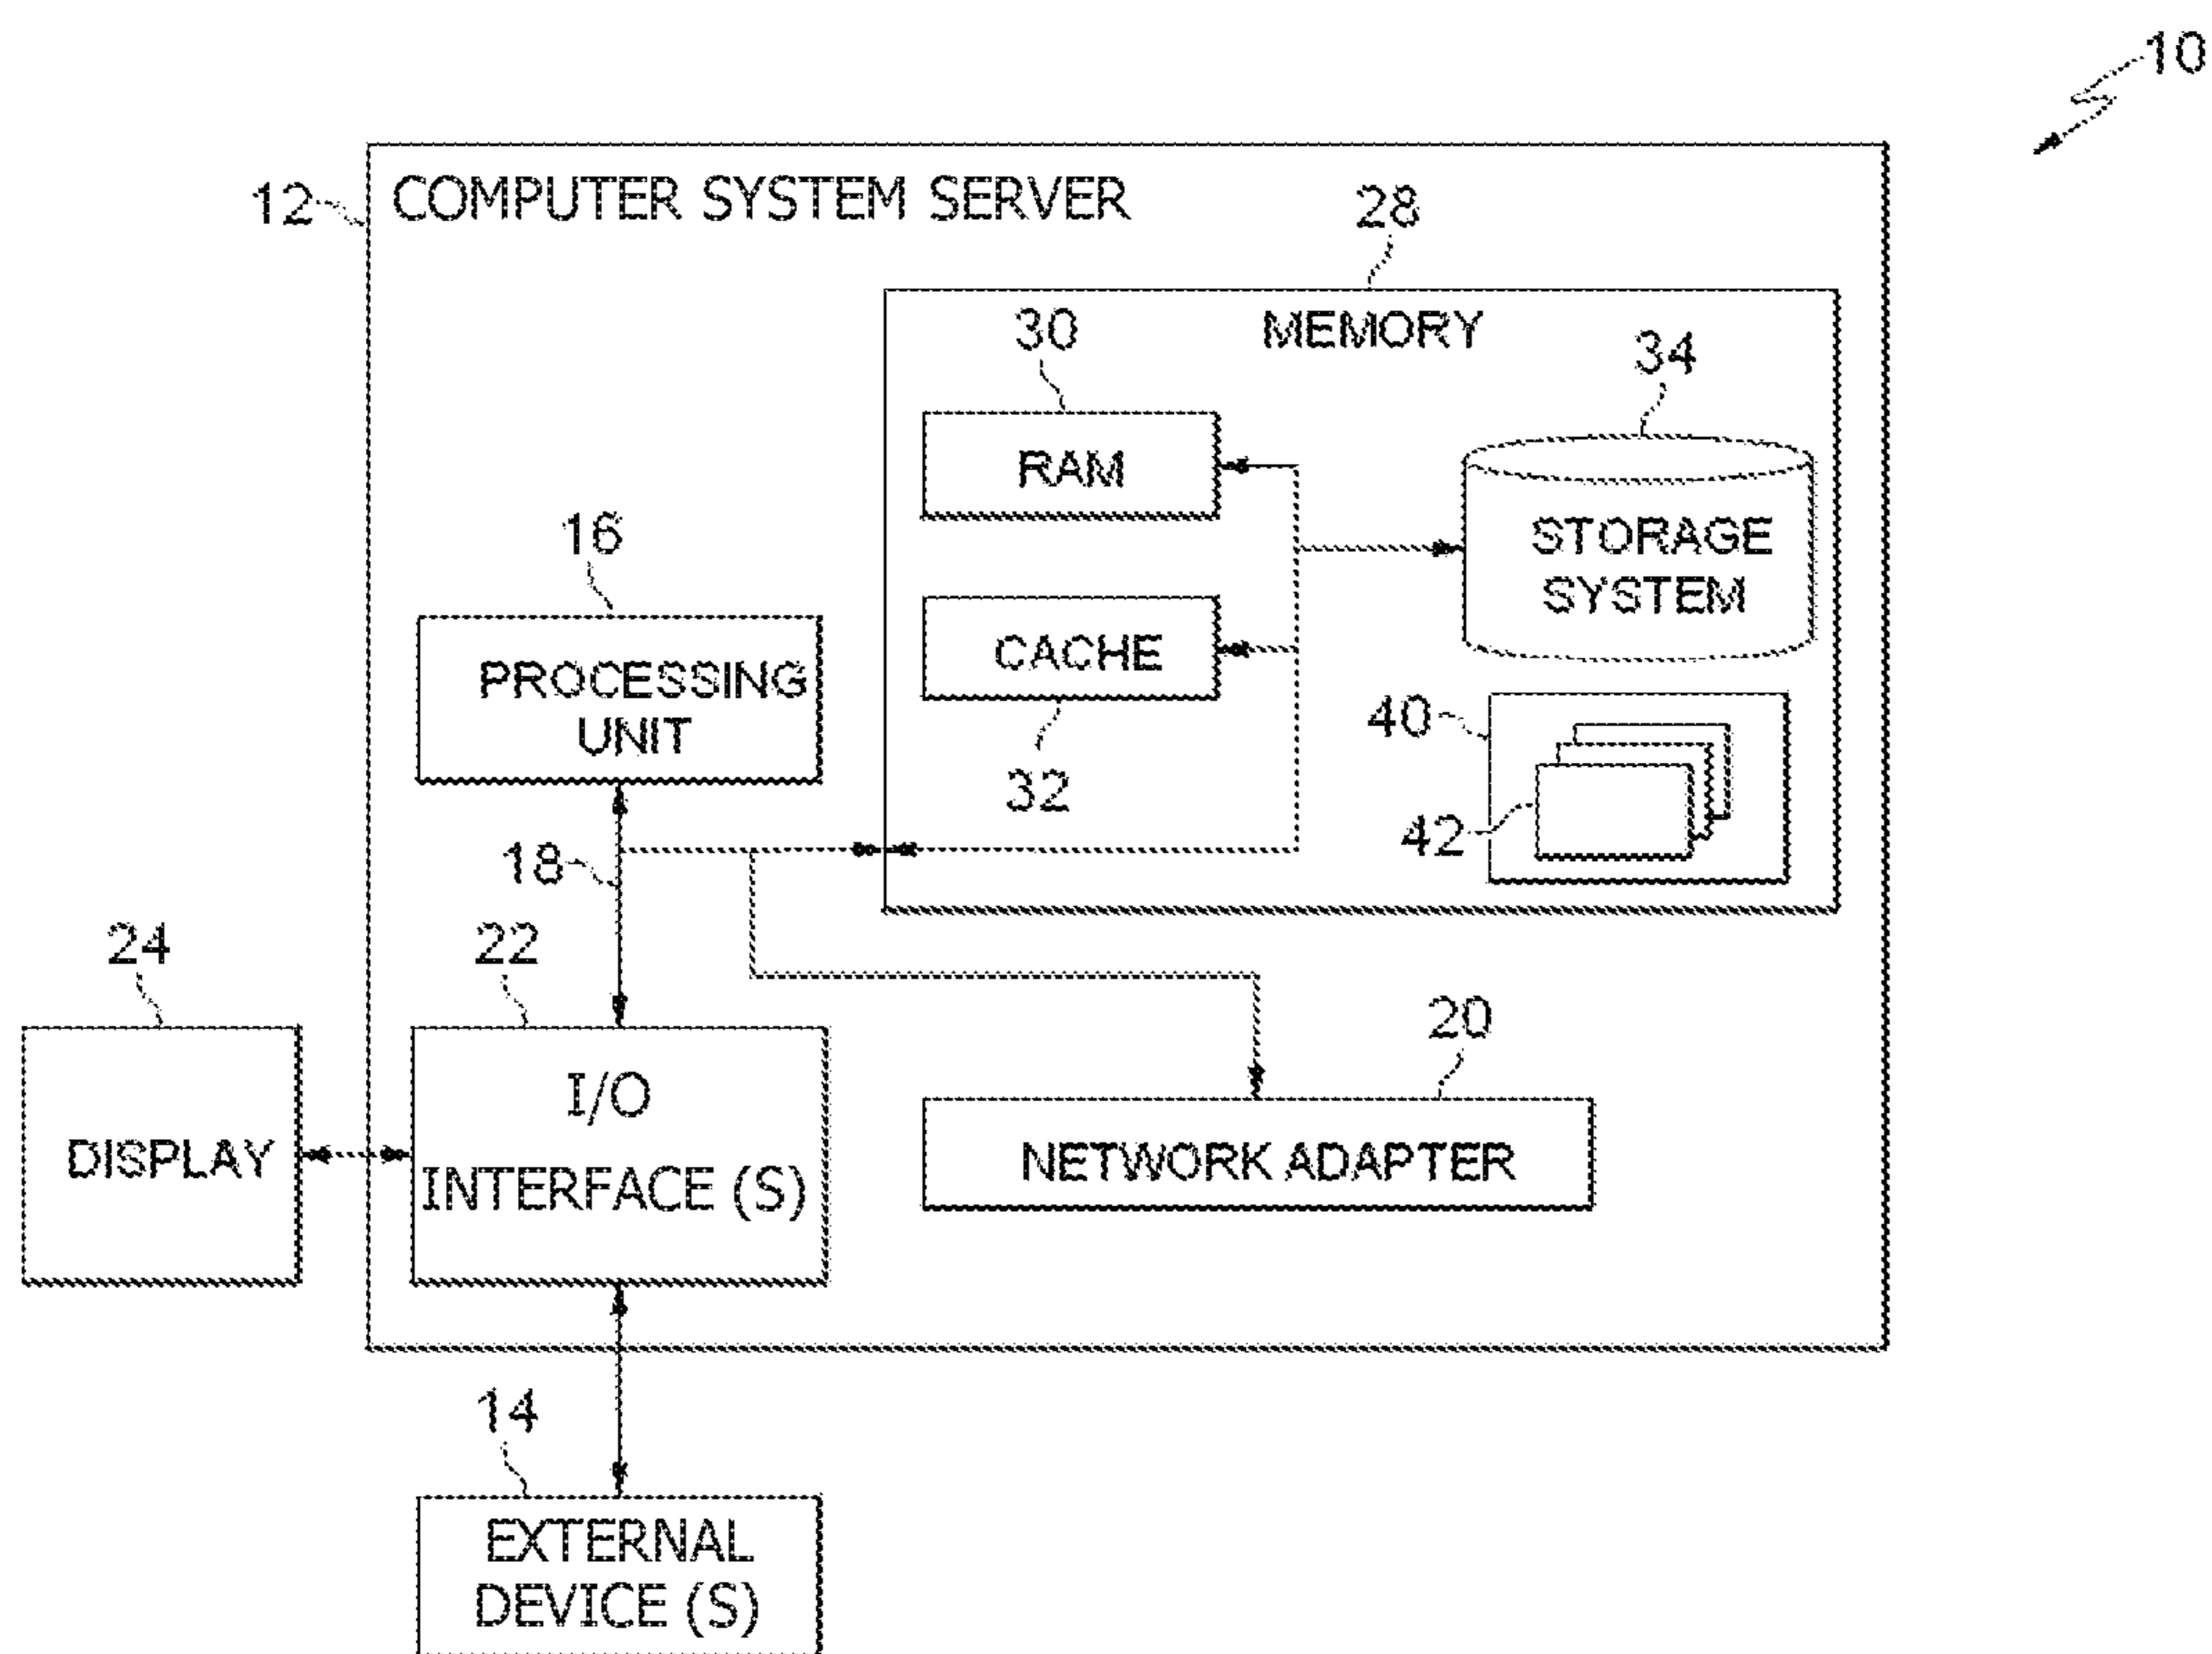 10
12
COMPUTER SYSTEM SERVER
28
MEMORY
30
34
RAM
STORAGE
SYSTEM
16
PROCESSING
UNIT
CACHE
32
40
42
18
24
22
20
DISPLAY
I/O
INTERFACE (S)
NETWORK ADAPTER
14
EXTERNAL
DEVICE (S)